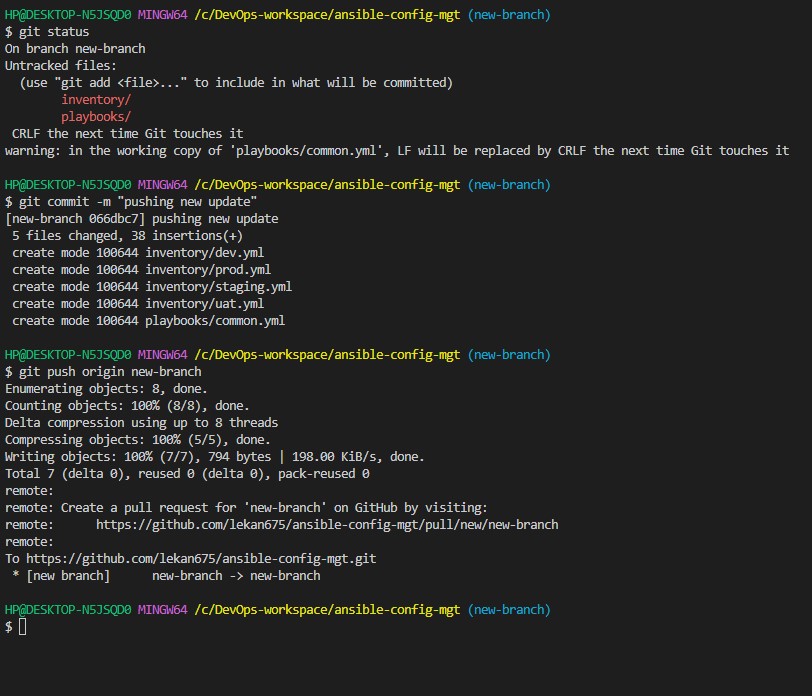 HP@DESKTOP-N5JSQD0 MINGW64 /c/DevOps-workspace/ansible-config-mgt (new-branch)
$ git status
On branch new-branch
Untracked files:
  (use "git add <file>..." to include in what will be committed)
        inventory/
        playbooks/
 CRLF the next time Git touches it
warning: in the working copy of 'playbooks/common.yml', LF will be replaced by CRLF the next time Git touches it

HP@DESKTOP-N5JSQD0 MINGW64 /c/DevOps-workspace/ansible-config-mgt (new-branch)
$ git commit -m "pushing new update"
[new-branch 066dbc7] pushing new update
 5 files changed, 38 insertions(+)
 create mode 100644 inventory/dev.yml
 create mode 100644 inventory/prod.yml
 create mode 100644 inventory/staging.yml
 create mode 100644 inventory/uat.yml
 create mode 100644 playbooks/common.yml

HP@DESKTOP-N5JSQD0 MINGW64 /c/DevOps-workspace/ansible-config-mgt (new-branch)
$ git push origin new-branch
Enumerating objects: 8, done.
Counting objects: 100% (8/8), done.
Delta compression using up to 8 threads
Compressing objects: 100% (5/5), done.
Writing objects: 100% (7/7), 794 bytes | 198.00 KiB/s, done.
Total 7 (delta 0), reused 0 (delta 0), pack-reused 0
remote:
remote: Create a pull request for 'new-branch' on GitHub by visiting:
remote:      https://github.com/lekan675/ansible-config-mgt/pull/new/new-branch
remote:
To https://github.com/lekan675/ansible-config-mgt.git
 * [new branch]      new-branch -> new-branch

HP@DESKTOP-N5JSQD0 MINGW64 /c/DevOps-workspace/ansible-config-mgt (new-branch)
$